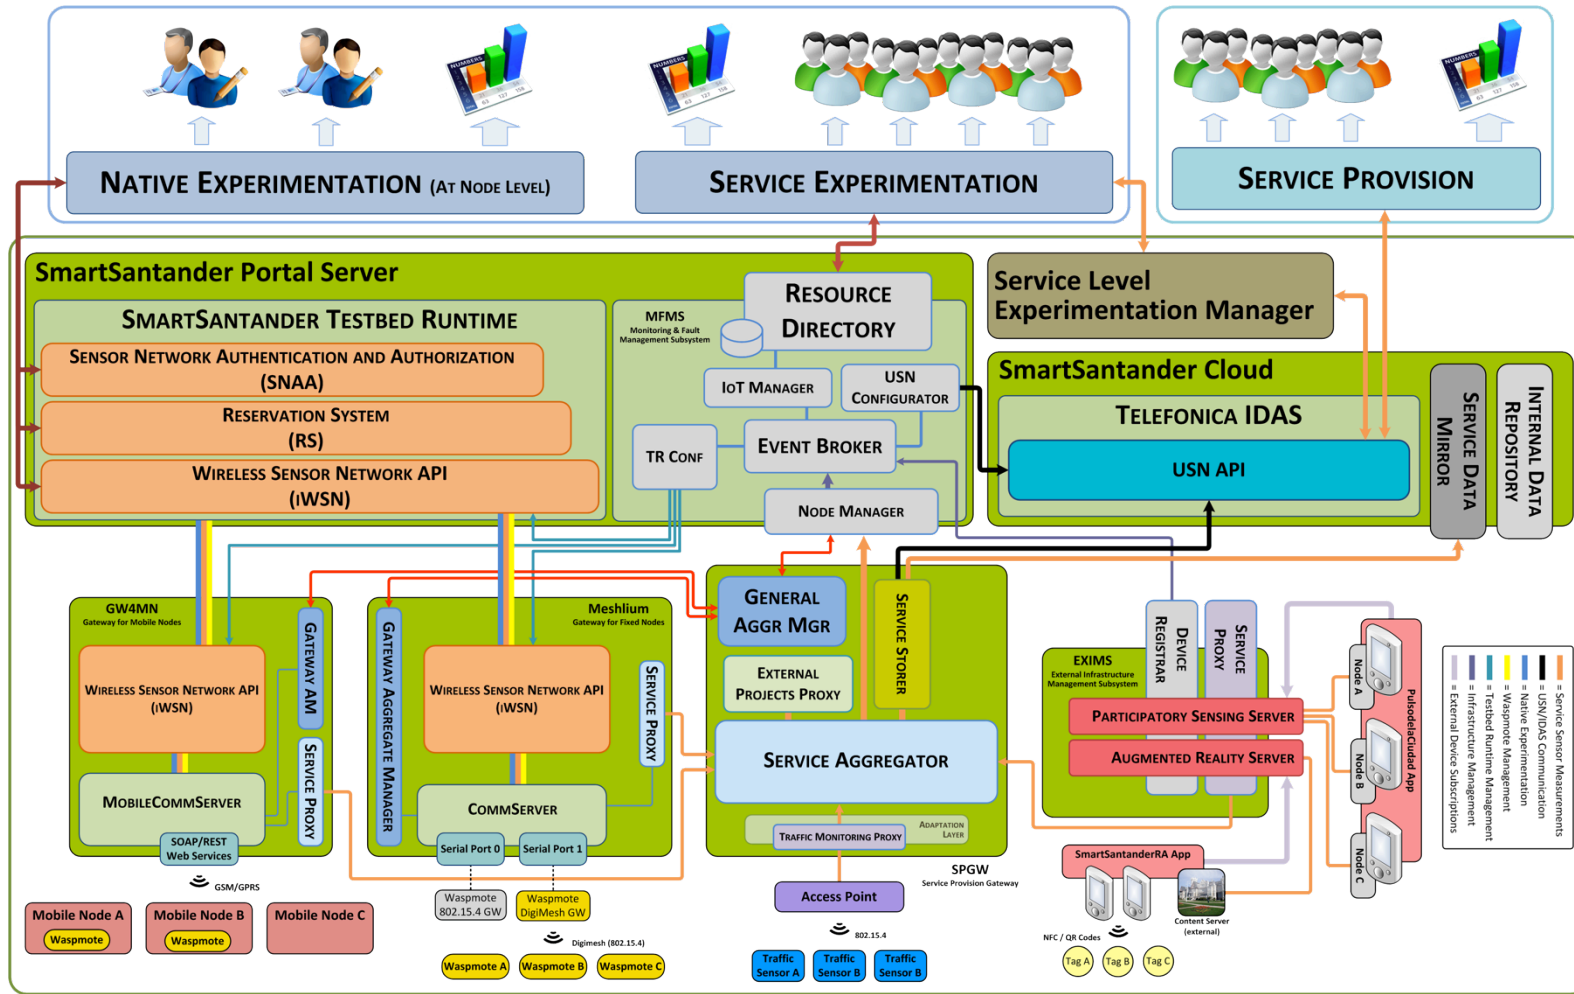 NUMBERS
NUMBERS
NUMBERS
NATIVE EXPERIMENTATION (AT NODE LEVEL)
SERVICE EXPERIMENTATION
SERVICE PROVISION
SmartSantander Portal Server
SMARTSANTANDER TESTBED RUNTIME
SENSOR NETWORK AUTHENTICATION AND AUTHORIZATION
(SNAA)
RESERVATION SYSTEM
(RS)
WIRELESS SENSOR NETWORK API
(IWSN)
MFMS
Monitoring & Fault
Management Subsystem
RESOURCE
DIRECTORY
IOT MANAGER
USN
CONFIGURATOR
TR CONF
EVENT BROKER
NODE MANAGER
Service Level
Experimentation Manager
SmartSantander Cloud
TELEFONICA IDAS
USN API
SERVICE DATA
MIRROR
INTERNAL DATA
REPOSITORY
GW4MN
Gateway for Mobile Nodes
GATEWAY AM
WIRELESS SENSOR NETWORK API
(IWSN)
SERVICE PROXY
MOBILECOMMSERVER
SOAP/REST
Web Services
GSM/GPRS
Mobile Node A
Waspmote
Mobile Node B
Waspmote
Mobile Node C
Meshlium
Gateway for Fixed Nodes
GATEWAY AGGREGATE MANAGER
WIRELESS SENSOR NETWORK API
(IWSN)
SERVICE PROXY
COMMSERVER
Serial Port 0
Serial Port 1
Waspmote
802.15.4 GW
Waspmote
DigiMesh GW
Digimesh (802.15.4)
Waspmote A
Waspmote B
Waspmote C
GENERAL
AGGR MGR
SERVICE STORER
EXTERNAL
PROJECTS PROXY
SERVICE AGGREGATOR
ADAPTATION
LAYER
TRAFFIC MONITORING PROXY
SPGW
Service Provision Gateway
Access Point
802.15.4
Traffic
Sensor A
Traffic
Sensor B
Traffic
Sensor B
EXIMS
External Infrastructure
Management Subsystem
DEVICE
REGISTRAR
SERVICE
PROXY
PARTICIPATORY SENSING SERVER
AUGMENTED REALITY SERVER
SmartSantanderRA App
Content Server
(external)
NFC / QR Codes
Tag A
Tag B
Tag C
Node A
Node B
Node C
PulsodelaCiudad App
= Service Sensor Measurements
= USN/IDAS Communication
= Native Experimentation
= Waspmote Management
= Testbed Runtime Management
= Infrastructure Management
= External Device Subscriptions